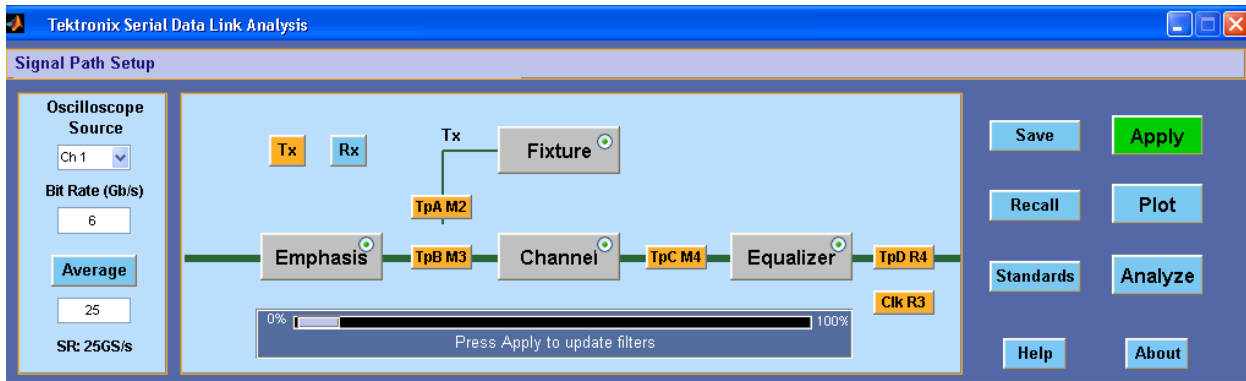 Tektronix Serial Data Link Analysis
Signal Path Setup
Oscilloscope
Source
Ch 1
Bit Rate (Gb/s)
6
Average
25
SR: 25GS/s
Tx
Rx
Tx
Fixture
TpA M2
Emphasis
TpB M3
Channel
TpC M4
Equalizer
TpD R4
Clk R3
0%
100%
Press Apply to update filters
Save
Apply
Recall
Plot
Standards
Analyze
Help
About